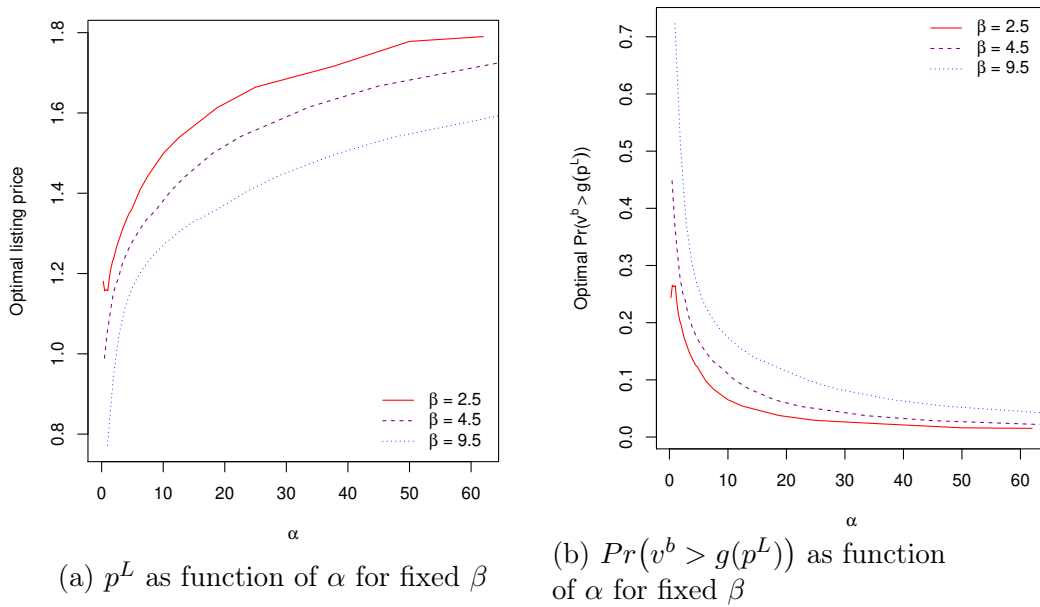 Optimal listing price
1.8
1.6
1.4
1.2
1.0
0.8
β = 2.5
β = 4.5
β = 9.5
0 10 20 30 40 50 60
α
(a) p^L as function of α for fixed β
Optimal Pr(v^b > g(p^L))
0.7
0.6
0.5
0.4
0.3
0.2
0.1
0.0
β = 2.5
β = 4.5
β = 9.5
0 10 20 30 40 50 60
α
(b) Pr(v^b > g(p^L)) as function
of α for fixed β